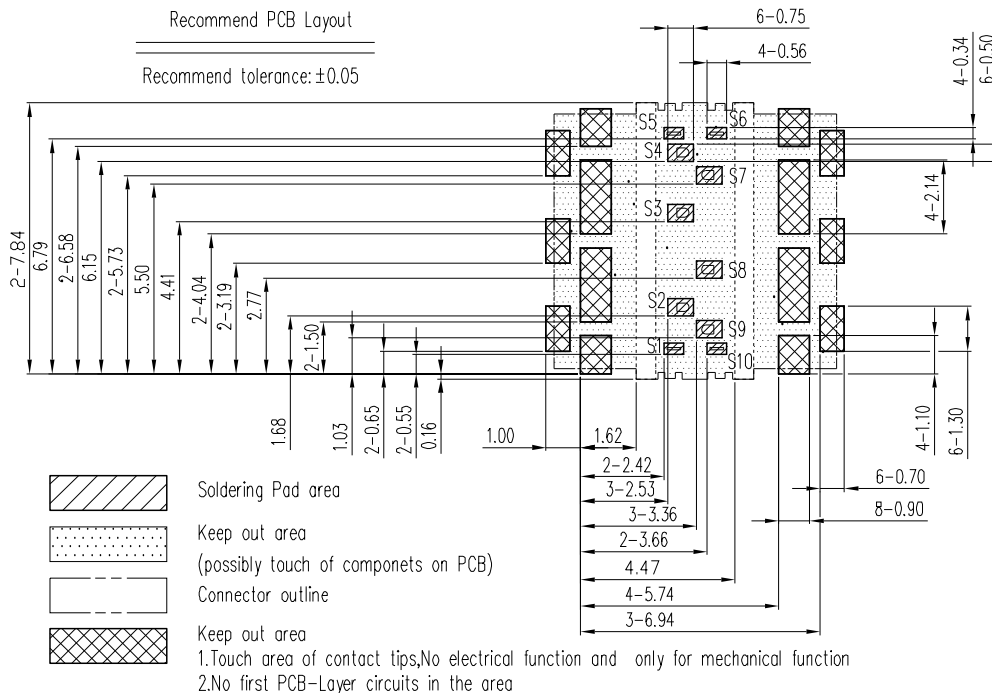 Recommend PCB Layout
Recommend tolerance:±0.05
6-0.75
4-0.56
4-0.34
6-0.50
S5
S6
S4
S7
S3
S8
S2
S9
S1
S10
2-7.84
6.79
2-6.58
6.15
2-5.73
5.50
4.41
2-4.04
2-3.19
2.77
2-1.50
4-2.14
1.68
1.03
2-0.65
2-0.55
0.16
1.00
1.62
4-1.10
6-1.30
2-2.42
6-0.70
3-2.53
8-0.90
3-3.36
2-3.66
4.47
4-5.74
3-6.94
Soldering Pad area
Keep out area
(possibly touch of componets on PCB)
Connector outline
Keep out area
1.Touch area of contact tips,No electrical function and only for mechanical function
2.No first PCB-Layer circuits in the area